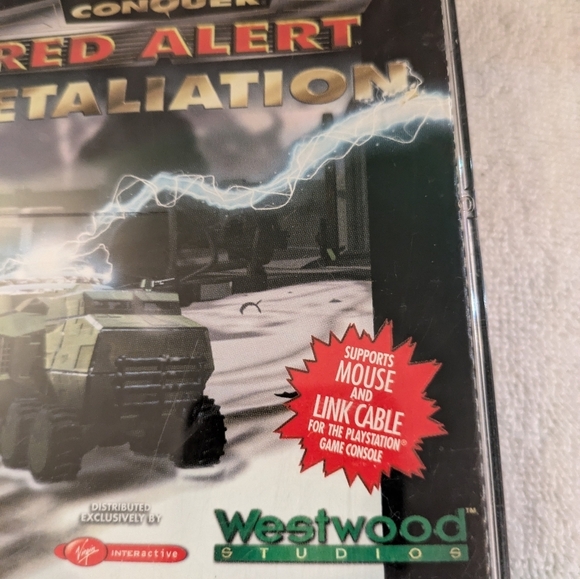 CONQUER
RED ALERT
ETALIATION
SUPPORTS
MOUSE
AND
LINK CABLE
FOR THE PLAYSTATION®
GAME CONSOLE
DISTRIBUTED
EXCLUSIVELY BY
Virgin INTERACTIVE
Westwood™
STUDIOS